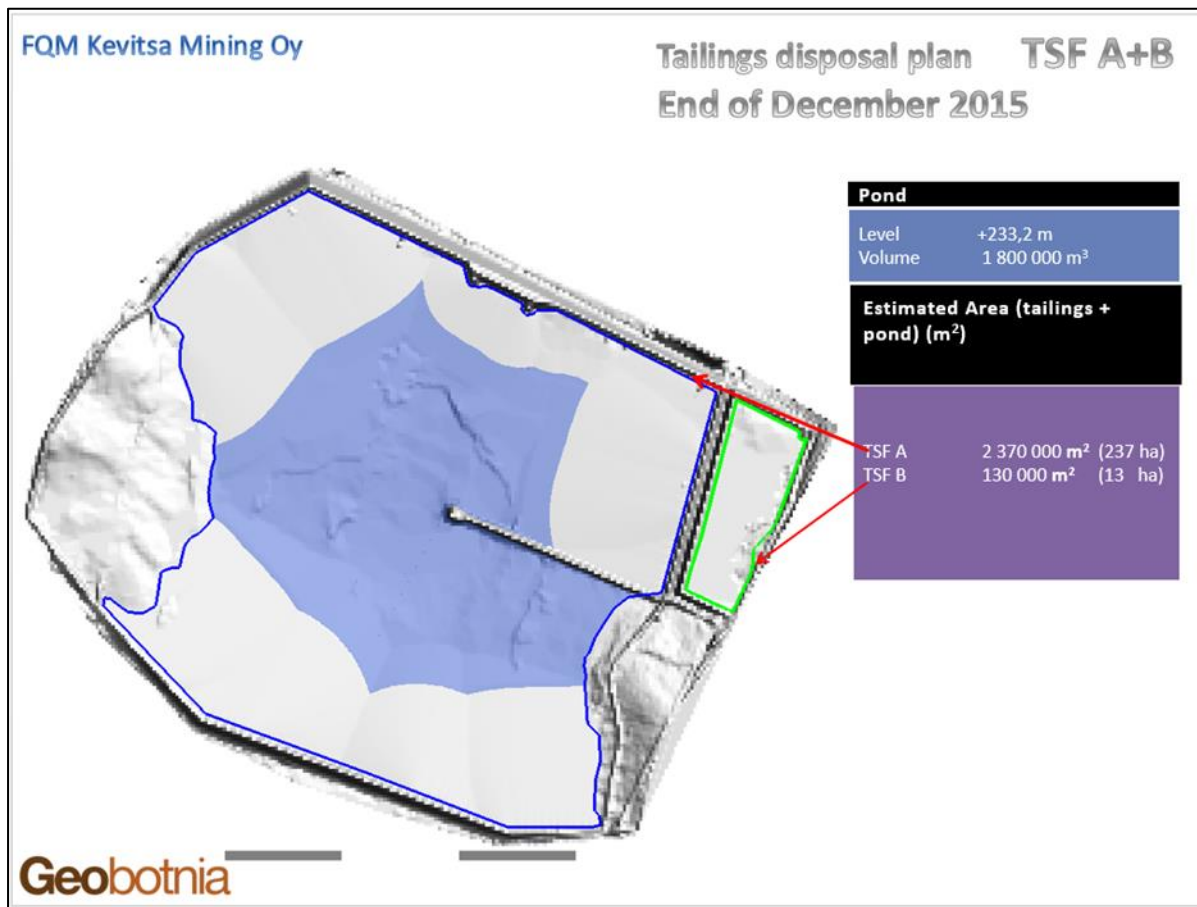 FQM Kevitsa Mining Oy
Tailings disposal plan TSF A+B
End of December 2015
Pond
Level +233,2 m
Volume 1 800 000 m³
Estimated Area (tailings +
pond) (m²)
TSF A 2 370 000 m² (237 ha)
TSF B 130 000 m² (13 ha)
Geobotnia